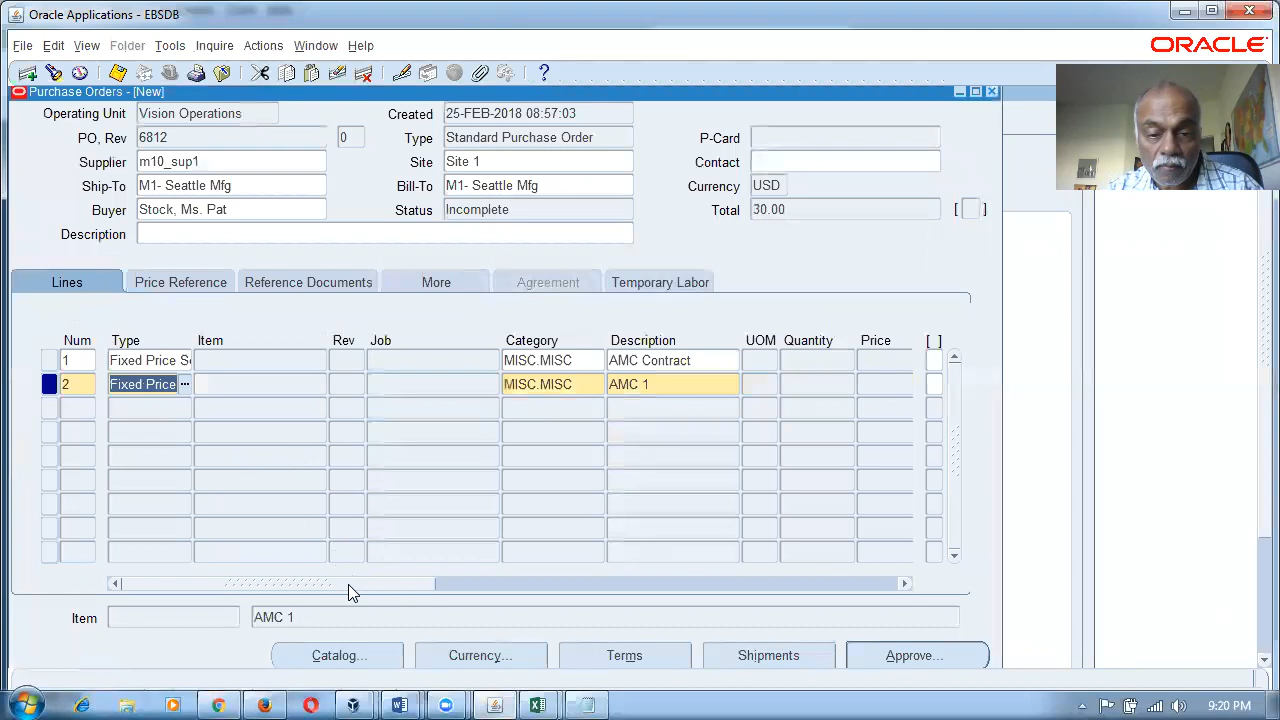 Oracle Applications - EBSDB
File Edit View Folder Tools Inquire Actions Window Help
ORACLE
Purchase Orders - [New]
Operating Unit Vision Operations Created 25-FEB-2018 08:57:03
PO, Rev 6812 0 Type Standard Purchase Order P-Card
Supplier m10_sup1 Site Site 1 Contact
Ship-To M1- Seattle Mfg Bill-To M1- Seattle Mfg Currency USD
Buyer Stock, Ms. Pat Status Incomplete Total 30.00 [ ]
Description
Lines Price Reference Reference Documents More Agreement Temporary Labor
Num Type Item Rev Job Category Description UOM Quantity Price [ ]
1 Fixed Price Se MISC.MISC AMC Contract
2 Fixed Price ... MISC.MISC AMC 1
Item AMC 1
Catalog... Currency... Terms Shipments Approve...
9:20 PM